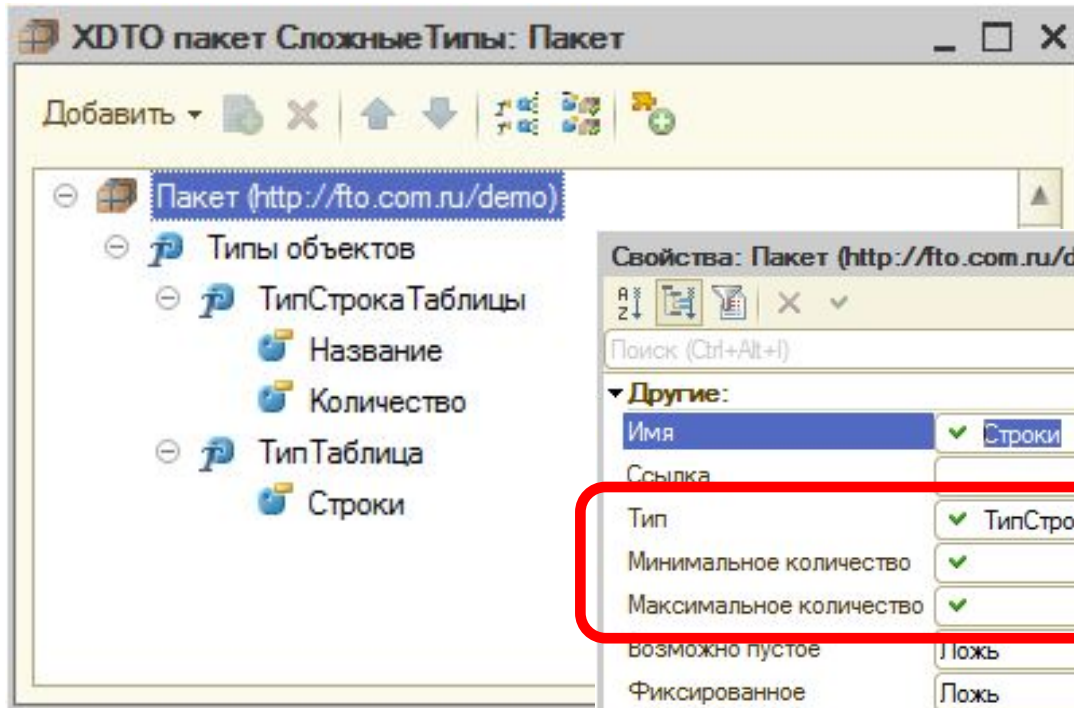 XDTO пакет СложныеТипы: Пакет
Добавить
Пакет (http://fto.com.ru/demo)
Типы объектов
ТипСтрокаТаблицы
Название
Количество
ТипТаблица
Строки
Свойства: Пакет (http://fto.com.ru/d
Поиск (Ctrl+Alt+I)
Другие:
Имя Строки
Ссылка
Тип ТипСтро
Минимальное количество
Максимальное количество
Возможно пустое Ложь
Фиксированное Ложь